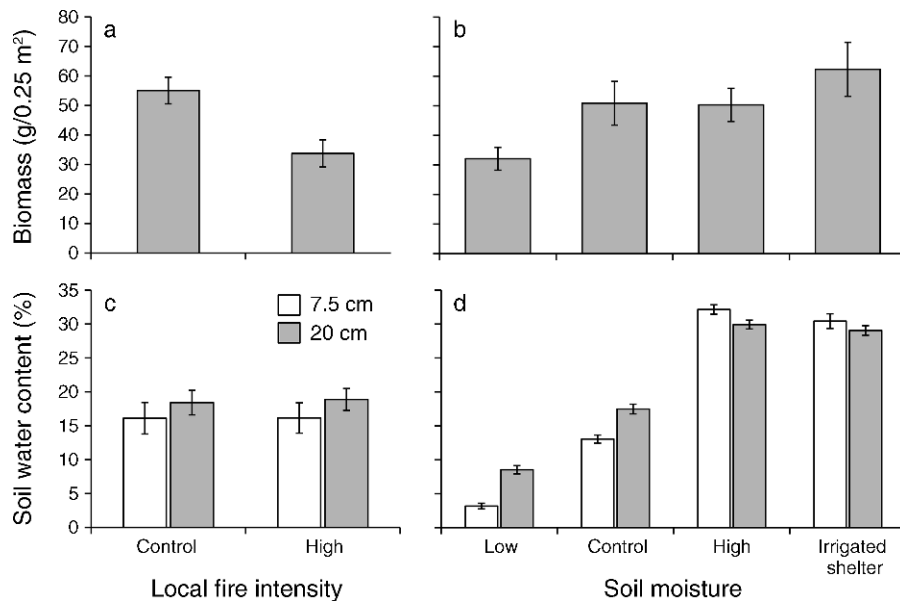 a
b
Biomass (g/0.25 m²)
80
70
60
50
40
30
20
10
0
c
d
7.5 cm
20 cm
Soil water content (%)
35
30
25
20
15
10
5
0
Control
High
Low
Control
High
Irrigated
shelter
Local fire intensity
Soil moisture